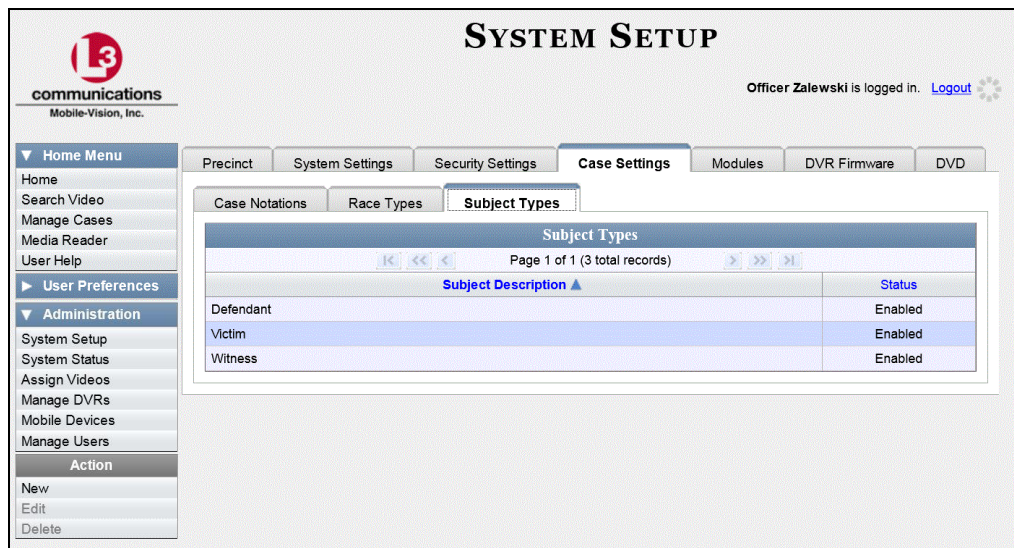 SYSTEM SETUP
L3
communications
Mobile-Vision, Inc.
Officer Zalewski is logged in. Logout
▼ Home Menu
Home
Search Video
Manage Cases
Media Reader
User Help
▶ User Preferences
▼ Administration
System Setup
System Status
Assign Videos
Manage DVRs
Mobile Devices
Manage Users
Action
New
Edit
Delete
Precinct System Settings Security Settings Case Settings Modules DVR Firmware DVD
Case Notations Race Types Subject Types
Subject Types
Page 1 of 1 (3 total records)
Subject Description ▲ Status
Defendant Enabled
Victim Enabled
Witness Enabled